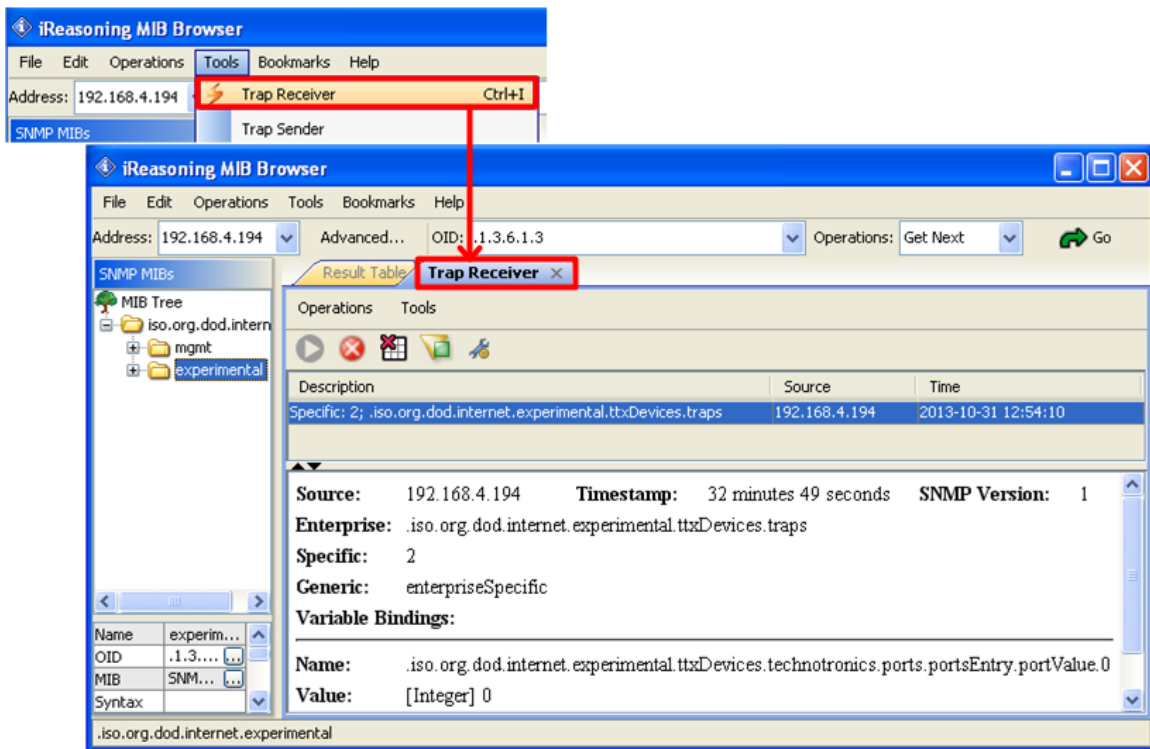 iReasoning MIB Browser
File Edit Operations Tools Bookmarks Help
Address: 192.168.4.194
Trap Receiver Ctrl+I
SNMP MIBs
Trap Sender
iReasoning MIB Browser
File Edit Operations Tools Bookmarks Help
Address: 192.168.4.194 Advanced... OID: .1.3.6.1.3 Operations: Get Next Go
SNMP MIBs
Result Table Trap Receiver
MIB Tree
iso.org.dod.intern
mgmt
experimental
Operations Tools
Description Source Time
Specific: 2; .iso.org.dod.internet.experimental.ttxDevices.traps 192.168.4.194 2013-10-31 12:54:10
Source: 192.168.4.194 Timestamp: 32 minutes 49 seconds SNMP Version: 1
Enterprise: .iso.org.dod.internet.experimental.ttxDevices.traps
Specific: 2
Generic: enterpriseSpecific
Variable Bindings:
Name: .iso.org.dod.internet.experimental.ttxDevices.technotronics.ports.portsEntry.portValue.0
Value: [Integer] 0
Name experim...
OID .1.3.... ...
MIB SNM... ...
Syntax
.iso.org.dod.internet.experimental